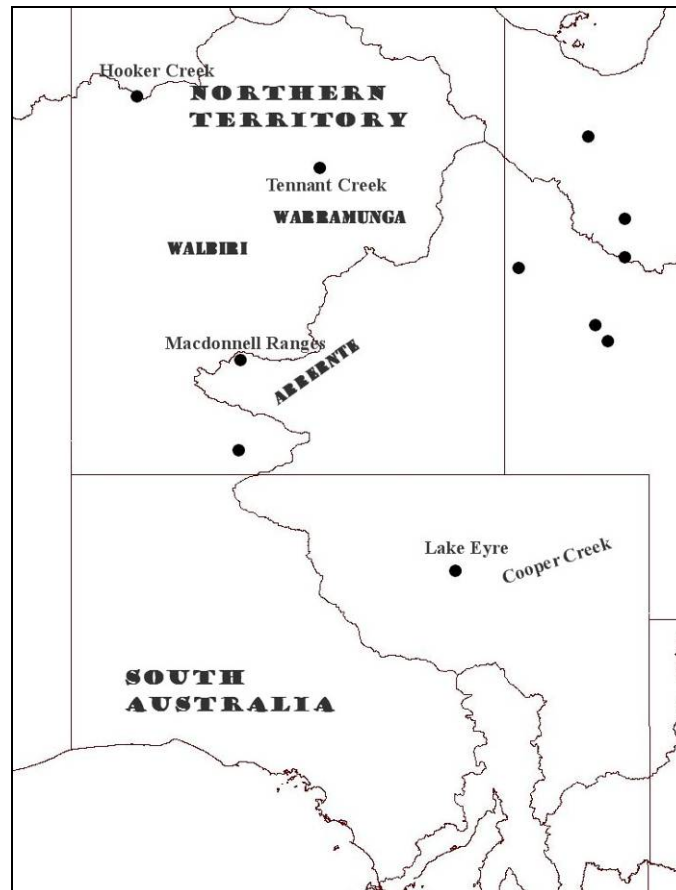 Hooker Creek
NORTHERN
TERRITORY
Tennant Creek
WARRAMUNGA
WALBIRI
Macdonnell Ranges
ARRERNTE
Lake Eyre
Cooper Creek
SOUTH
AUSTRALIA